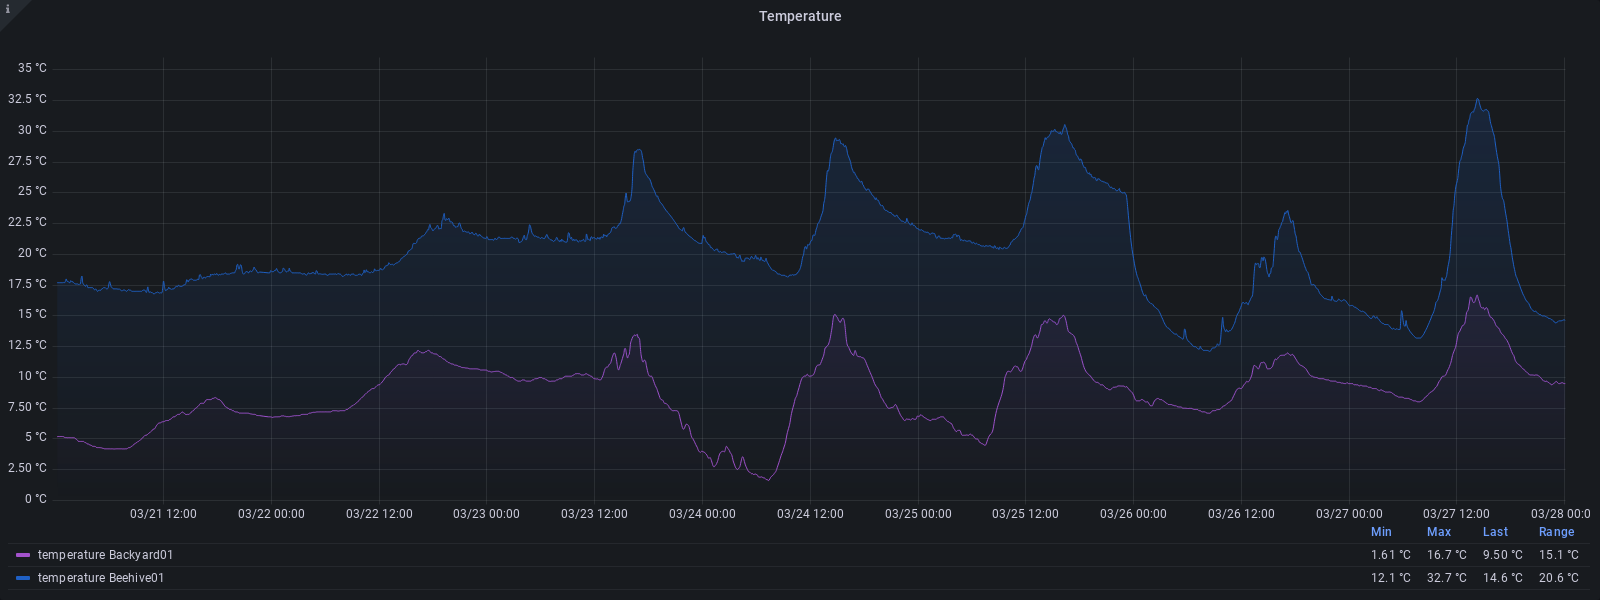 i
Temperature
35 °C
32.5 °C
30 °C
27.5 °C
25 °C
22.5 °C
20 °C
17.5 °C
15 °C
12.5 °C
10 °C
7.50 °C
5 °C
2.50 °C
0 °C
03/21 12:00 03/22 00:00 03/22 12:00 03/23 00:00 03/23 12:00 03/24 00:00 03/24 12:00 03/25 00:00 03/25 12:00 03/26 00:00 03/26 12:00 03/27 00:00 03/27 12:00 03/28 00:0
Min Max Last Range
temperature Backyard01 1.61 °C 16.7 °C 9.50 °C 15.1 °C
temperature Beehive01 12.1 °C 32.7 °C 14.6 °C 20.6 °C